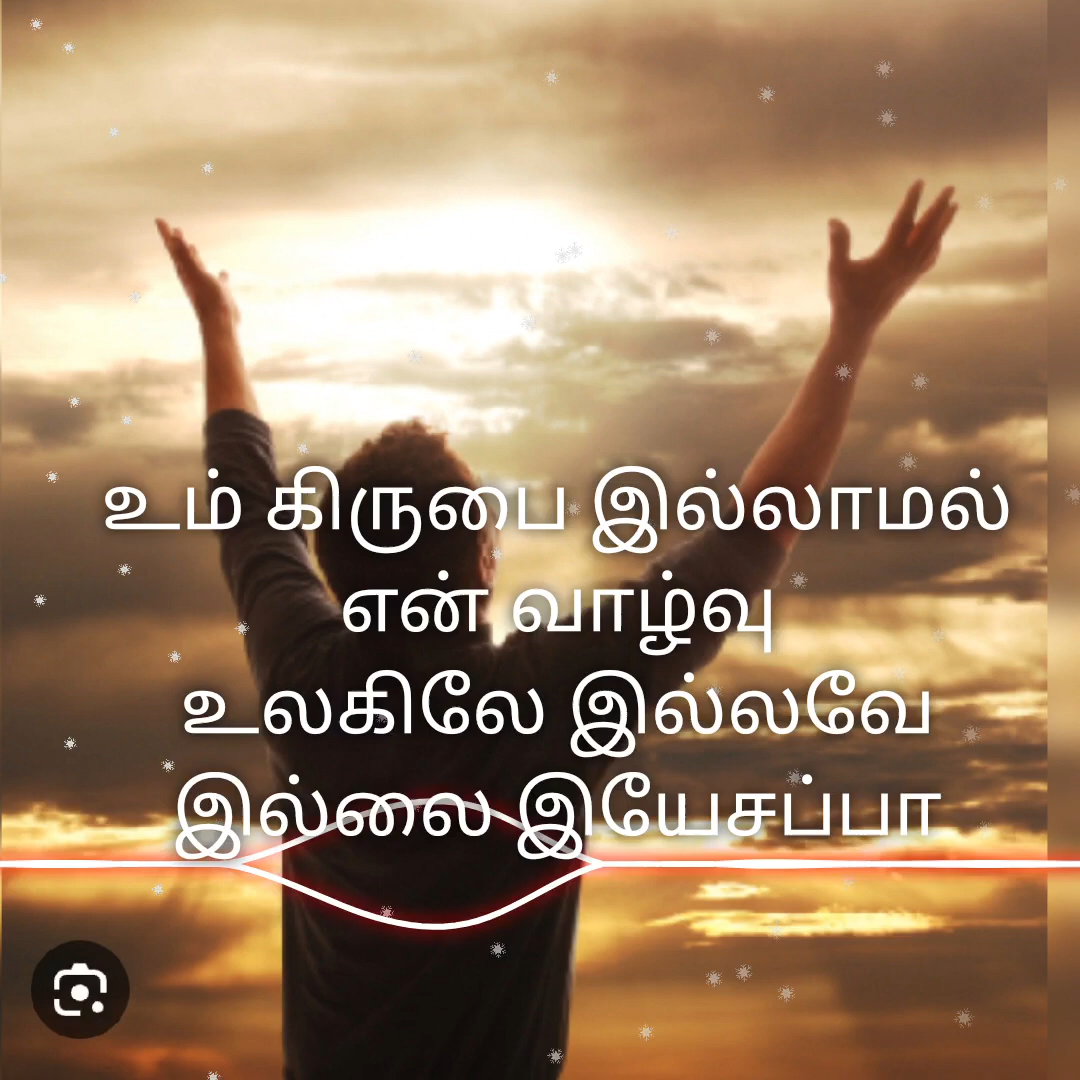 உம் கிருபை இல்லாமல்
என் வாழ்வு
உலகிலே இல்லவே
இல்லை இயேசப்பா